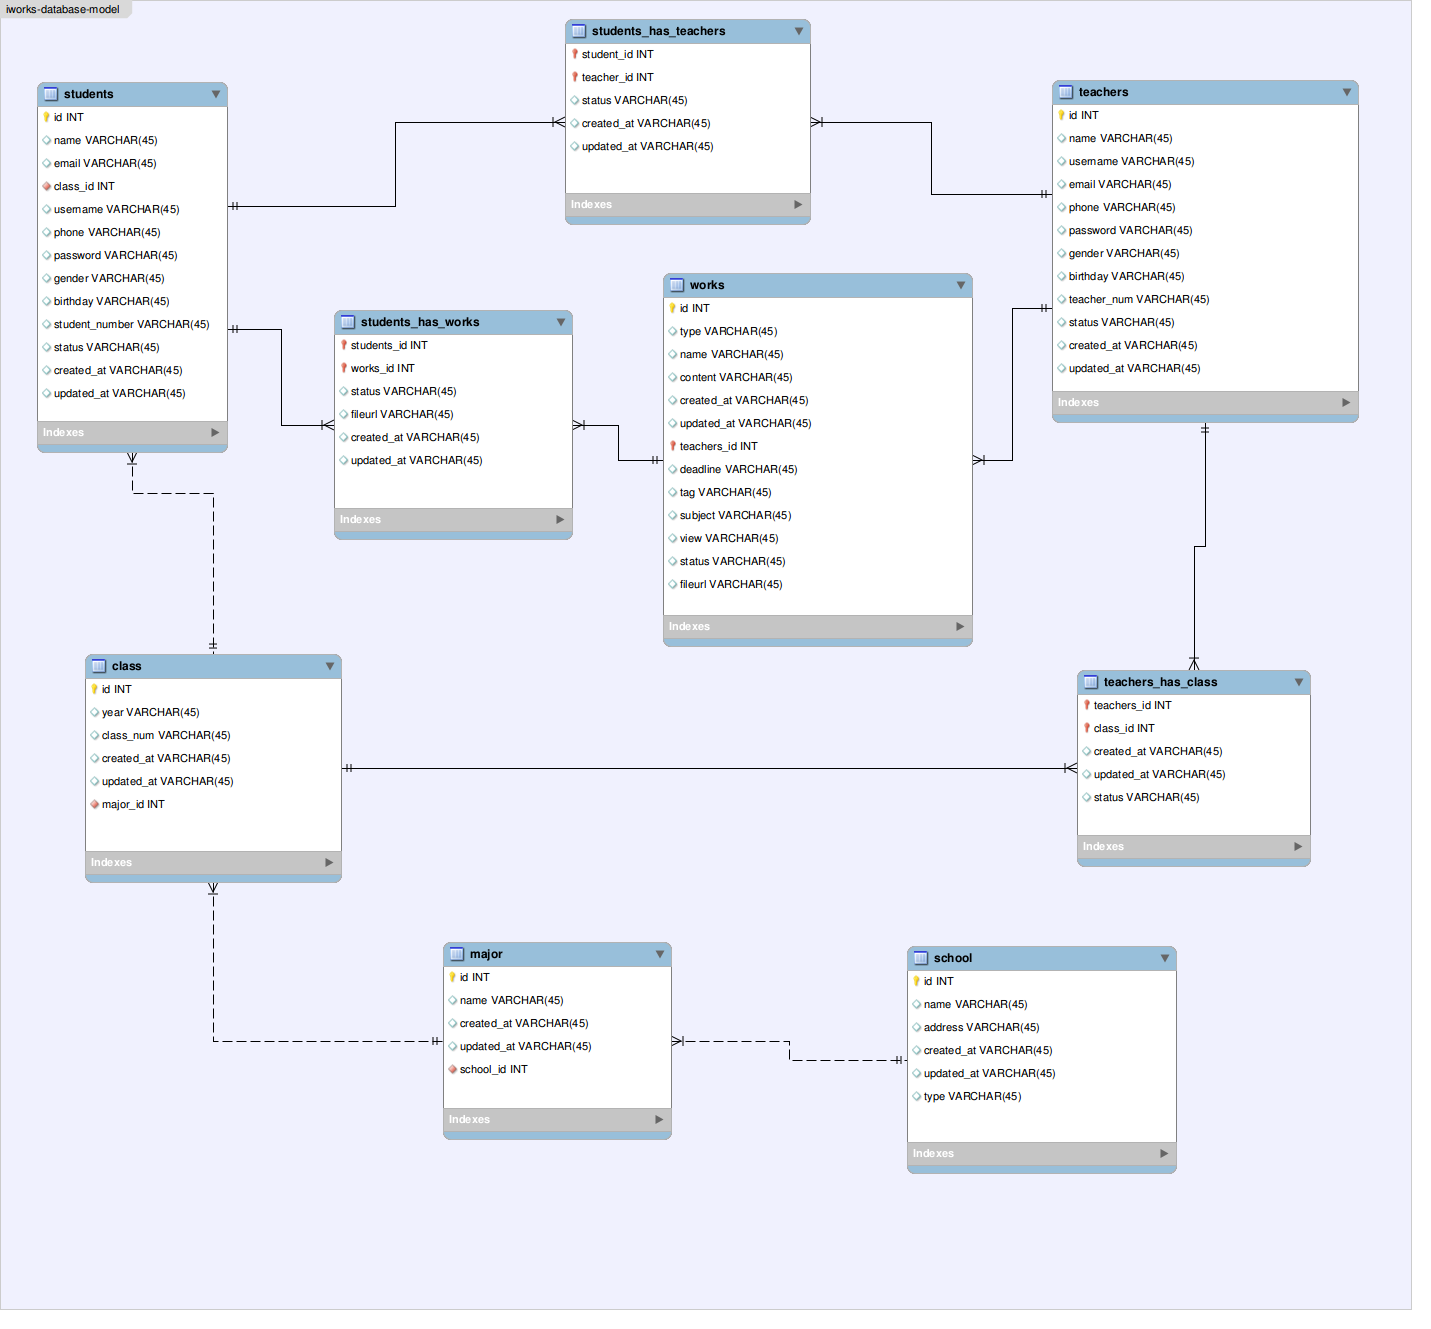 iworks-database-model
students_has_teachers
student_id INT
teacher_id INT
status VARCHAR(45)
created_at VARCHAR(45)
updated_at VARCHAR(45)
Indexes
students
id INT
name VARCHAR(45)
email VARCHAR(45)
class_id INT
username VARCHAR(45)
phone VARCHAR(45)
password VARCHAR(45)
gender VARCHAR(45)
birthday VARCHAR(45)
student_number VARCHAR(45)
status VARCHAR(45)
created_at VARCHAR(45)
updated_at VARCHAR(45)
Indexes
teachers
id INT
name VARCHAR(45)
username VARCHAR(45)
email VARCHAR(45)
phone VARCHAR(45)
password VARCHAR(45)
gender VARCHAR(45)
birthday VARCHAR(45)
teacher_num VARCHAR(45)
status VARCHAR(45)
created_at VARCHAR(45)
updated_at VARCHAR(45)
Indexes
students_has_works
students_id INT
works_id INT
status VARCHAR(45)
fileurl VARCHAR(45)
created_at VARCHAR(45)
updated_at VARCHAR(45)
Indexes
works
id INT
type VARCHAR(45)
name VARCHAR(45)
content VARCHAR(45)
created_at VARCHAR(45)
updated_at VARCHAR(45)
teachers_id INT
deadline VARCHAR(45)
tag VARCHAR(45)
subject VARCHAR(45)
view VARCHAR(45)
status VARCHAR(45)
fileurl VARCHAR(45)
Indexes
class
id INT
year VARCHAR(45)
class_num VARCHAR(45)
created_at VARCHAR(45)
updated_at VARCHAR(45)
major_id INT
Indexes
teachers_has_class
teachers_id INT
class_id INT
created_at VARCHAR(45)
updated_at VARCHAR(45)
status VARCHAR(45)
Indexes
major
id INT
name VARCHAR(45)
created_at VARCHAR(45)
updated_at VARCHAR(45)
school_id INT
Indexes
school
id INT
name VARCHAR(45)
address VARCHAR(45)
created_at VARCHAR(45)
updated_at VARCHAR(45)
type VARCHAR(45)
Indexes